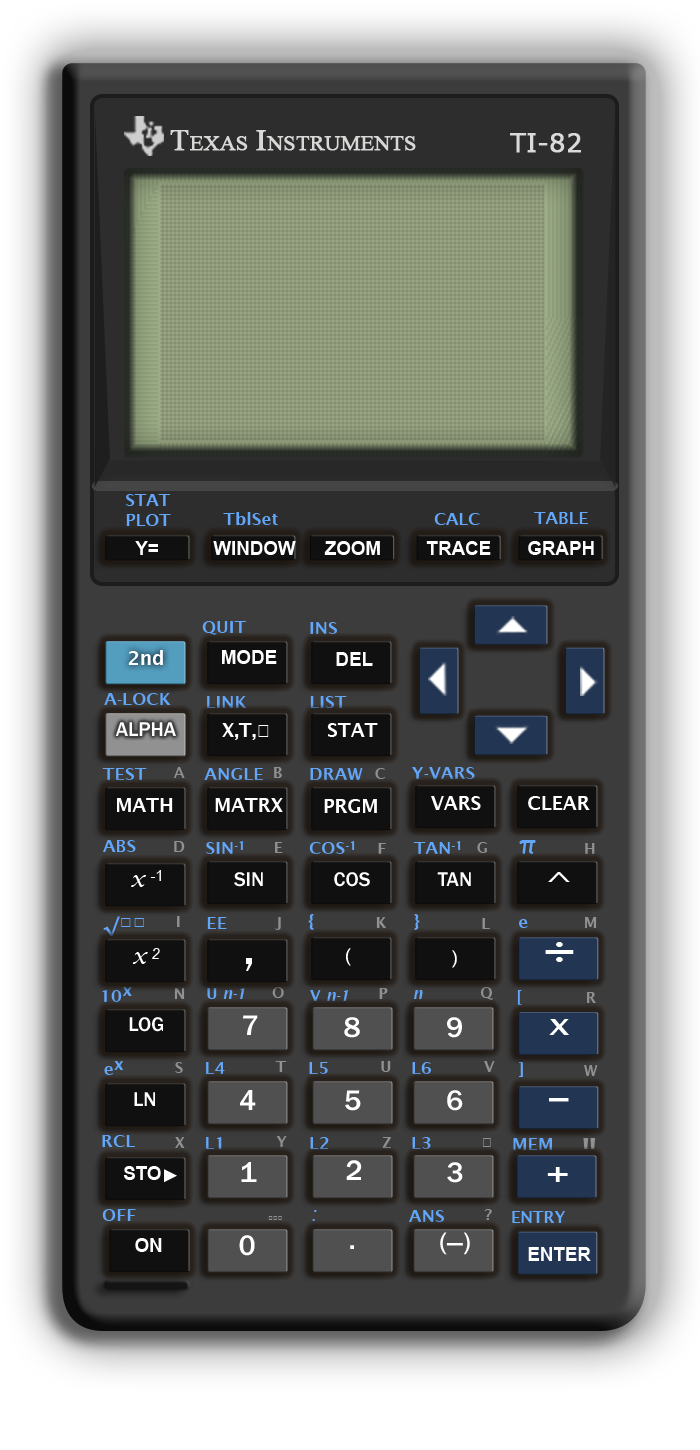 TEXAS INSTRUMENTS TI-82
STAT
PLOT TblSet CALC TABLE
Y= WINDOW ZOOM TRACE GRAPH
QUIT INS
2nd MODE DEL
A-LOCK LINK LIST
ALPHA X,T,□ STAT
TEST A ANGLE B DRAW C Y-VARS
MATH MATRX PRGM VARS CLEAR
ABS D SIN⁻¹ E COS⁻¹ F TAN⁻¹ G π H
x⁻¹ SIN COS TAN ^
√□□ I EE J { K } L e M
x² , ( ) ÷
10ˣ N U n-1 O V n-1 P n Q [ R
LOG 7 8 9 X
eˣ S L4 T L5 U L6 V ] W
LN 4 5 6 −
RCL X L1 Y L2 Z L3 □ MEM "
STO▶ 1 2 3 +
OFF □□□ : ANS ? ENTRY
ON 0 . (−) ENTER